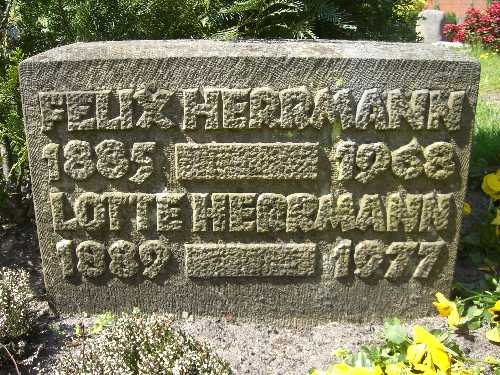 FELIX HERRMANN
1885 — 1968
LOTTE HERRMANN
1889 — 1977